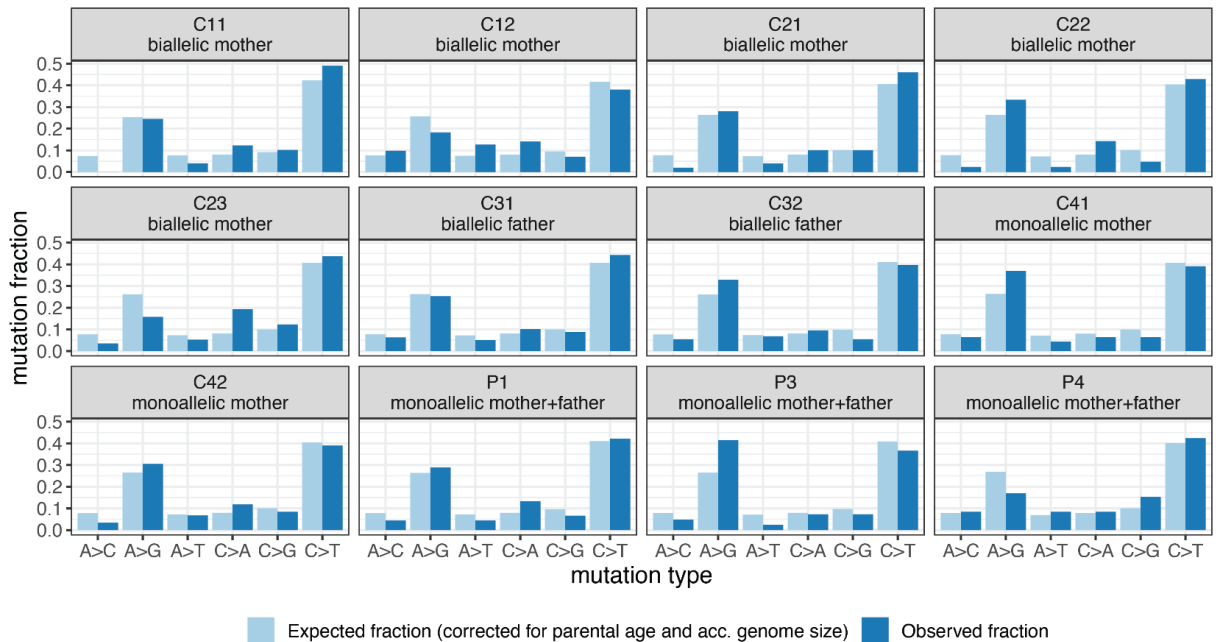 C11
biallelic mother
C12
biallelic mother
C21
biallelic mother
C22
biallelic mother
0.5
0.4
0.3
0.2
0.1
0.0
C23
biallelic mother
C31
biallelic father
C32
biallelic father
C41
monoallelic mother
0.5
0.4
0.3
0.2
0.1
0.0
mutation fraction
C42
monoallelic mother
P1
monoallelic mother+father
P3
monoallelic mother+father
P4
monoallelic mother+father
0.5
0.4
0.3
0.2
0.1
0.0
A>C A>G A>T C>A C>G C>T
A>C A>G A>T C>A C>G C>T
A>C A>G A>T C>A C>G C>T
A>C A>G A>T C>A C>G C>T
mutation type
Expected fraction (corrected for parental age and acc. genome size)
Observed fraction